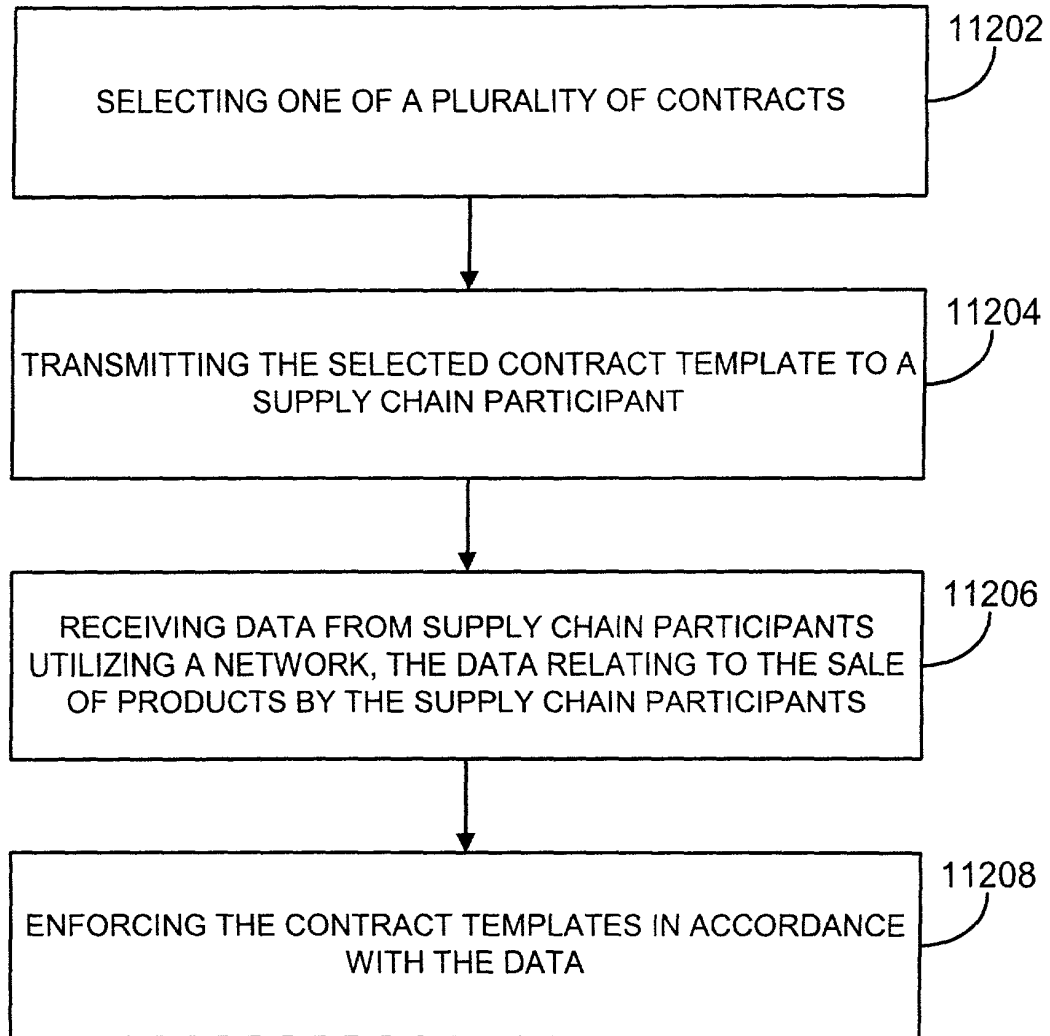 11202
SELECTING ONE OF A PLURALITY OF CONTRACTS
11204
TRANSMITTING THE SELECTED CONTRACT TEMPLATE TO A
SUPPLY CHAIN PARTICIPANT
11206
RECEIVING DATA FROM SUPPLY CHAIN PARTICIPANTS
UTILIZING A NETWORK, THE DATA RELATING TO THE SALE
OF PRODUCTS BY THE SUPPLY CHAIN PARTICIPANTS
11208
ENFORCING THE CONTRACT TEMPLATES IN ACCORDANCE
WITH THE DATA